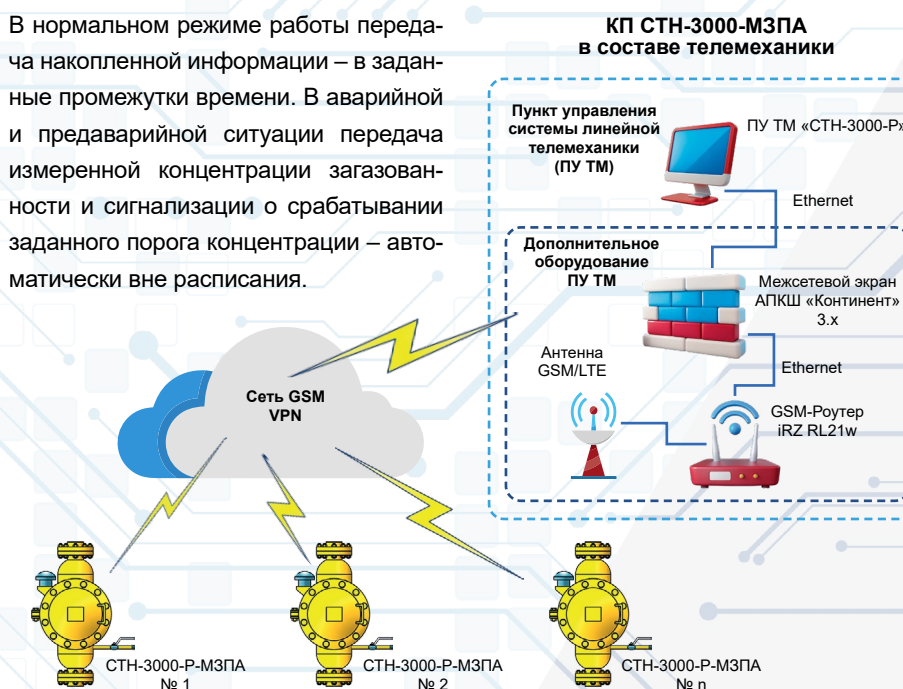 В нормальном режиме работы переда-
ча накопленной информации – в задан-
ные промежутки времени. В аварийной
и предаварийной ситуации передача
измеренной концентрации загазован-
ности и сигнализации о срабатывании
заданного порога концентрации – авто-
матически вне расписания.
КП СТН-3000-МЗПА
в составе телемеханики
Пункт управления
системы линейной
телемеханики
(ПУ ТМ)
ПУ ТМ «СТН-3000-Р»
Ethernet
Дополнительное
оборудование
ПУ ТМ
Межсетевой экран
АПКШ «Континент»
3.х
Ethernet
Антенна
GSM/LTE
GSM-Роутер
iRZ RL21w
Сеть GSM
VPN
СТН-3000-Р-МЗПА
№ 1
СТН-3000-Р-МЗПА
№ 2
СТН-3000-Р-МЗПА
№ n